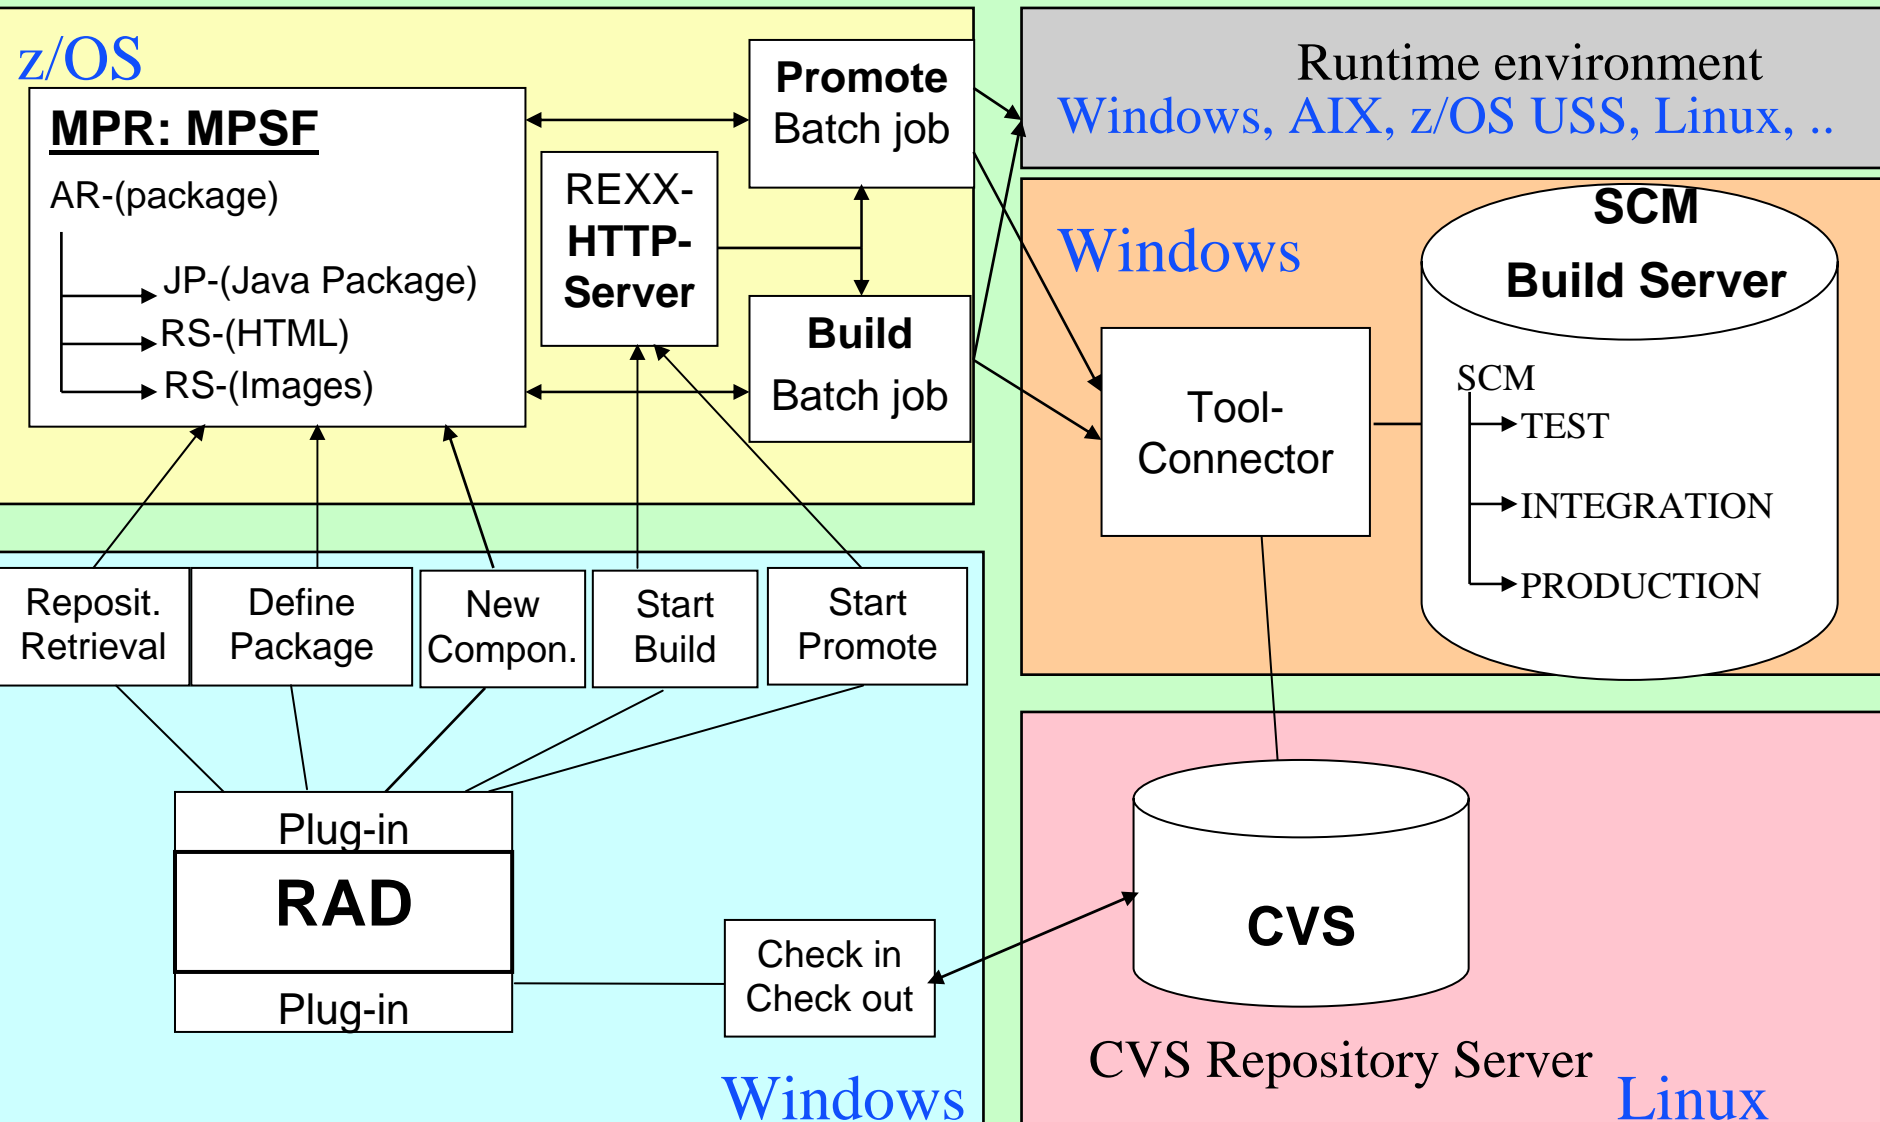 z/OS
MPR: MPSF
AR-(package)
JP-(Java Package)
RS-(HTML)
RS-(Images)
REXX-
HTTP-
Server
Promote
Batch job
Build
Batch job
Runtime environment
Windows, AIX, z/OS USS, Linux, ..
Windows
Tool-
Connector
SCM
Build Server
SCM
TEST
INTEGRATION
PRODUCTION
Reposit.
Retrieval
Define
Package
New
Compon.
Start
Build
Start
Promote
Plug-in
RAD
Plug-in
Check in
Check out
Windows
CVS
CVS Repository Server
Linux